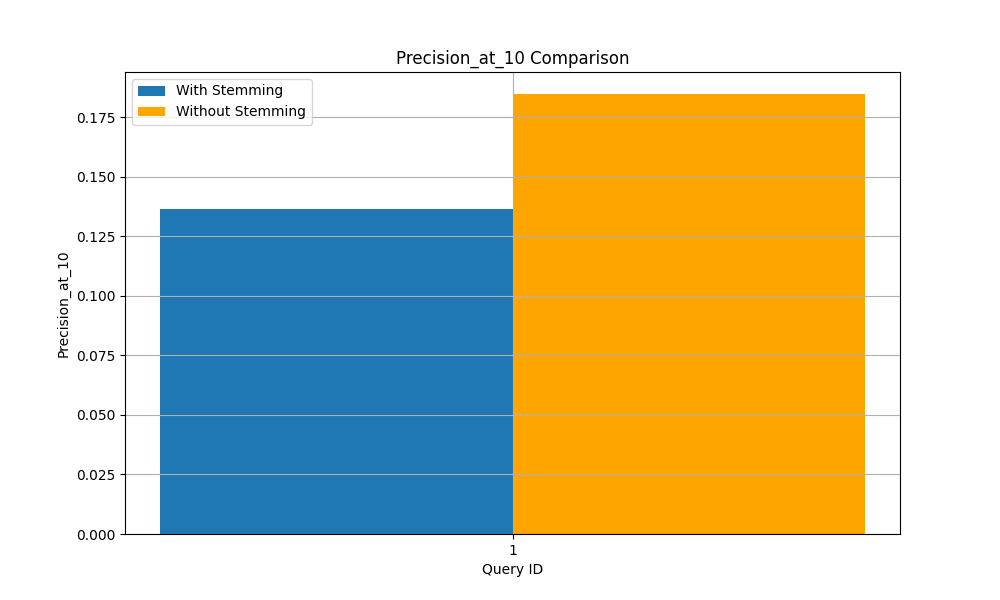 Precision_at_10 Comparison
With Stemming
Without Stemming
0.175
0.150
0.125
0.100
0.075
0.050
0.025
0.000
Precision_at_10
1
Query ID